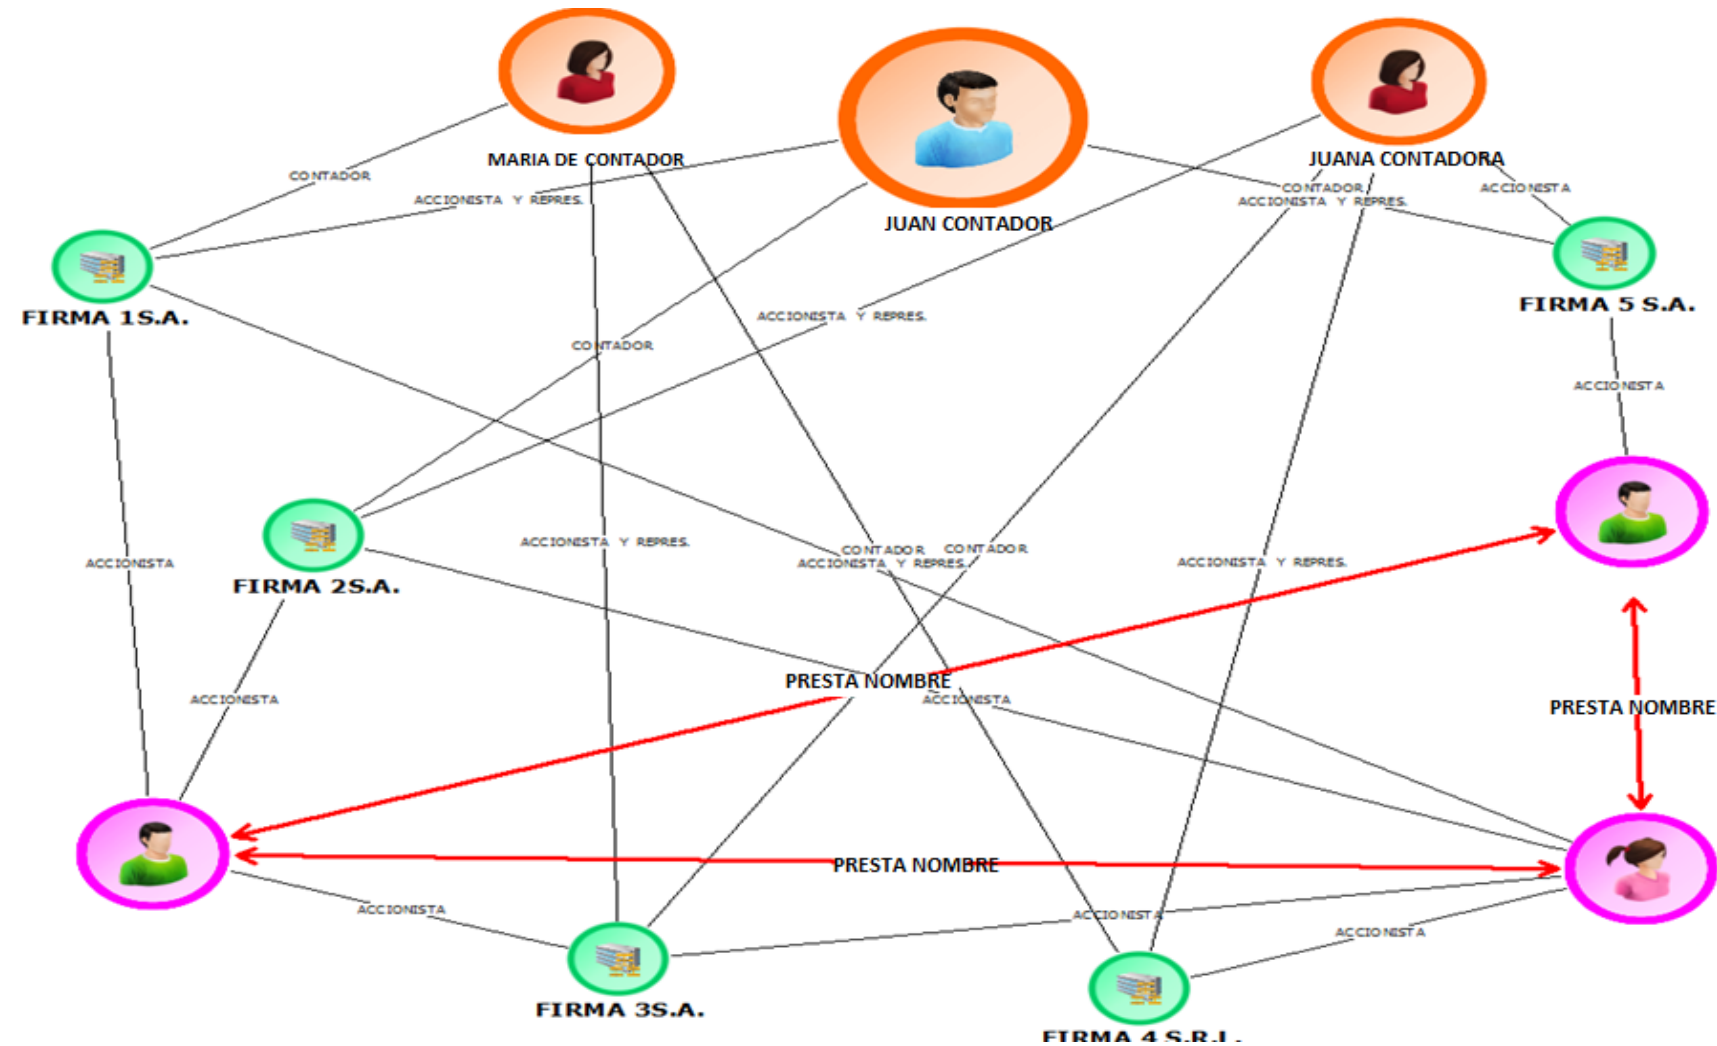 MARIA DE CONTADOR
JUANA CONTADORA
CONTADOR
ACCIONISTA Y REPRES.
CONTADOR
ACCIONISTA Y REPRES.
ACCIONISTA
JUAN CONTADOR
FIRMA 1S.A.
FIRMA 5 S.A.
ACCIONISTA Y REPRES.
CONTADOR
ACCIONISTA
ACCIONISTA Y REPRES.
CONTADOR
CONTADOR
ACCIONISTA Y REPRES.
ACCIONISTA Y REPRES.
ACCIONISTA
FIRMA 2S.A.
PRESTA NOMBRE
ACCIONISTA
ACCIONISTA
PRESTA NOMBRE
PRESTA NOMBRE
ACCIONISTA
ACCIONISTA
ACCIONISTA
FIRMA 3S.A.
FIRMA 4 S.R.L.